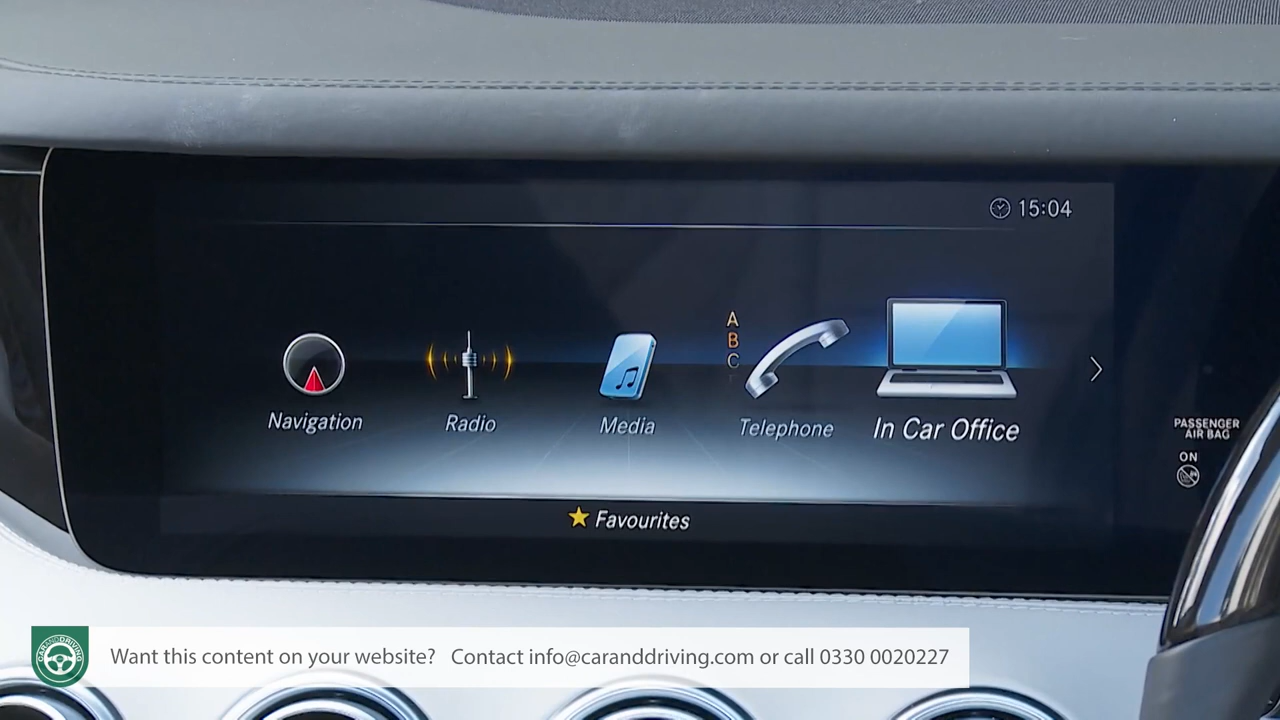 15:04
A
B
C
Navigation
Radio
Media
Telephone
In Car Office
PASSENGER
AIR BAG
ON
Favourites
CARANDDRIVING
Want this content on your website? Contact info@caranddriving.com or call 0330 0020227